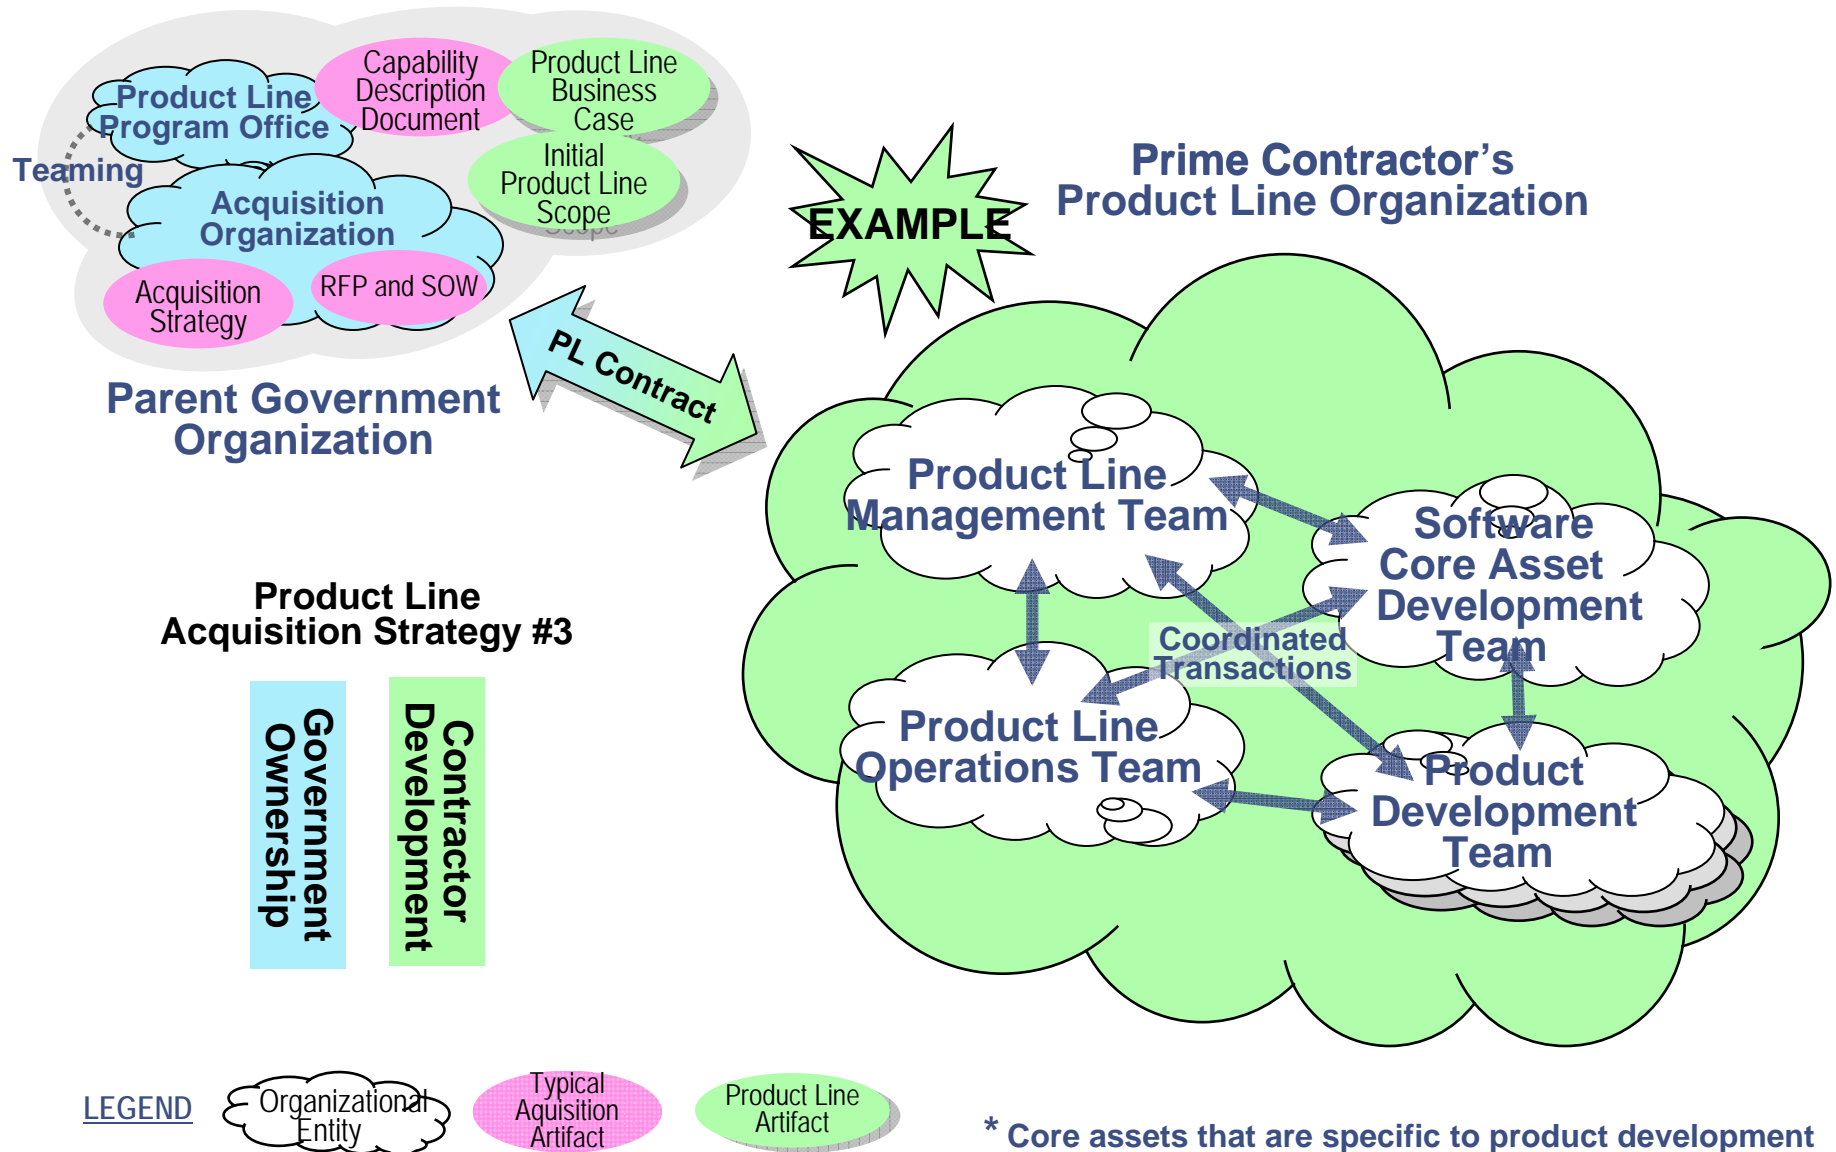 Product Line
Program Office
Teaming
Acquisition
Organization
Capability
Description
Document
Product Line
Business
Case
Initial
Product Line
Scope
Scope
Acquisition
Strategy
RFP and SOW
Parent Government
Organization
PL Contract
EXAMPLE
Prime Contractor's
Product Line Organization
Product Line
Management Team
Software
Core Asset
Development
Team
Coordinated
Transactions
Product Line
Operations Team
Product
Development
Team
Product Line
Acquisition Strategy #3
Government
Ownership
Contractor
Development
LEGEND
Organizational
Entity
Typical
Aquisition
Artifact
Product Line
Artifact
* Core assets that are specific to product development